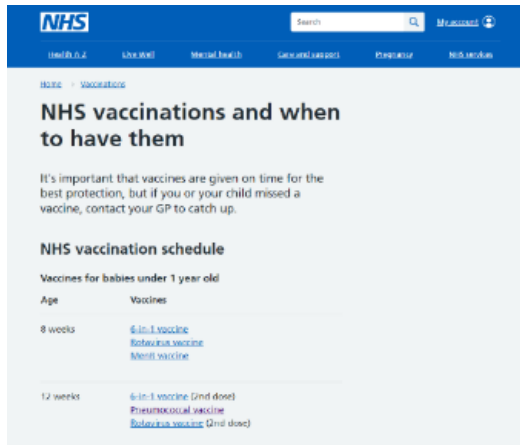 NHS
Search
My account
Health A-Z Live Well Mental health Care and support Pregnancy NHS services
Home > Vaccinations
NHS vaccinations and when
to have them
It's important that vaccines are given on time for the
best protection, but if you or your child missed a
vaccine, contact your GP to catch up.
NHS vaccination schedule
Vaccines for babies under 1 year old
Age Vaccines
8 weeks 6-in-1 vaccine
Rotavirus vaccine
MenB vaccine
12 weeks 6-in-1 vaccine (2nd dose)
Pneumococcal vaccine
Rotavirus vaccine (2nd dose)